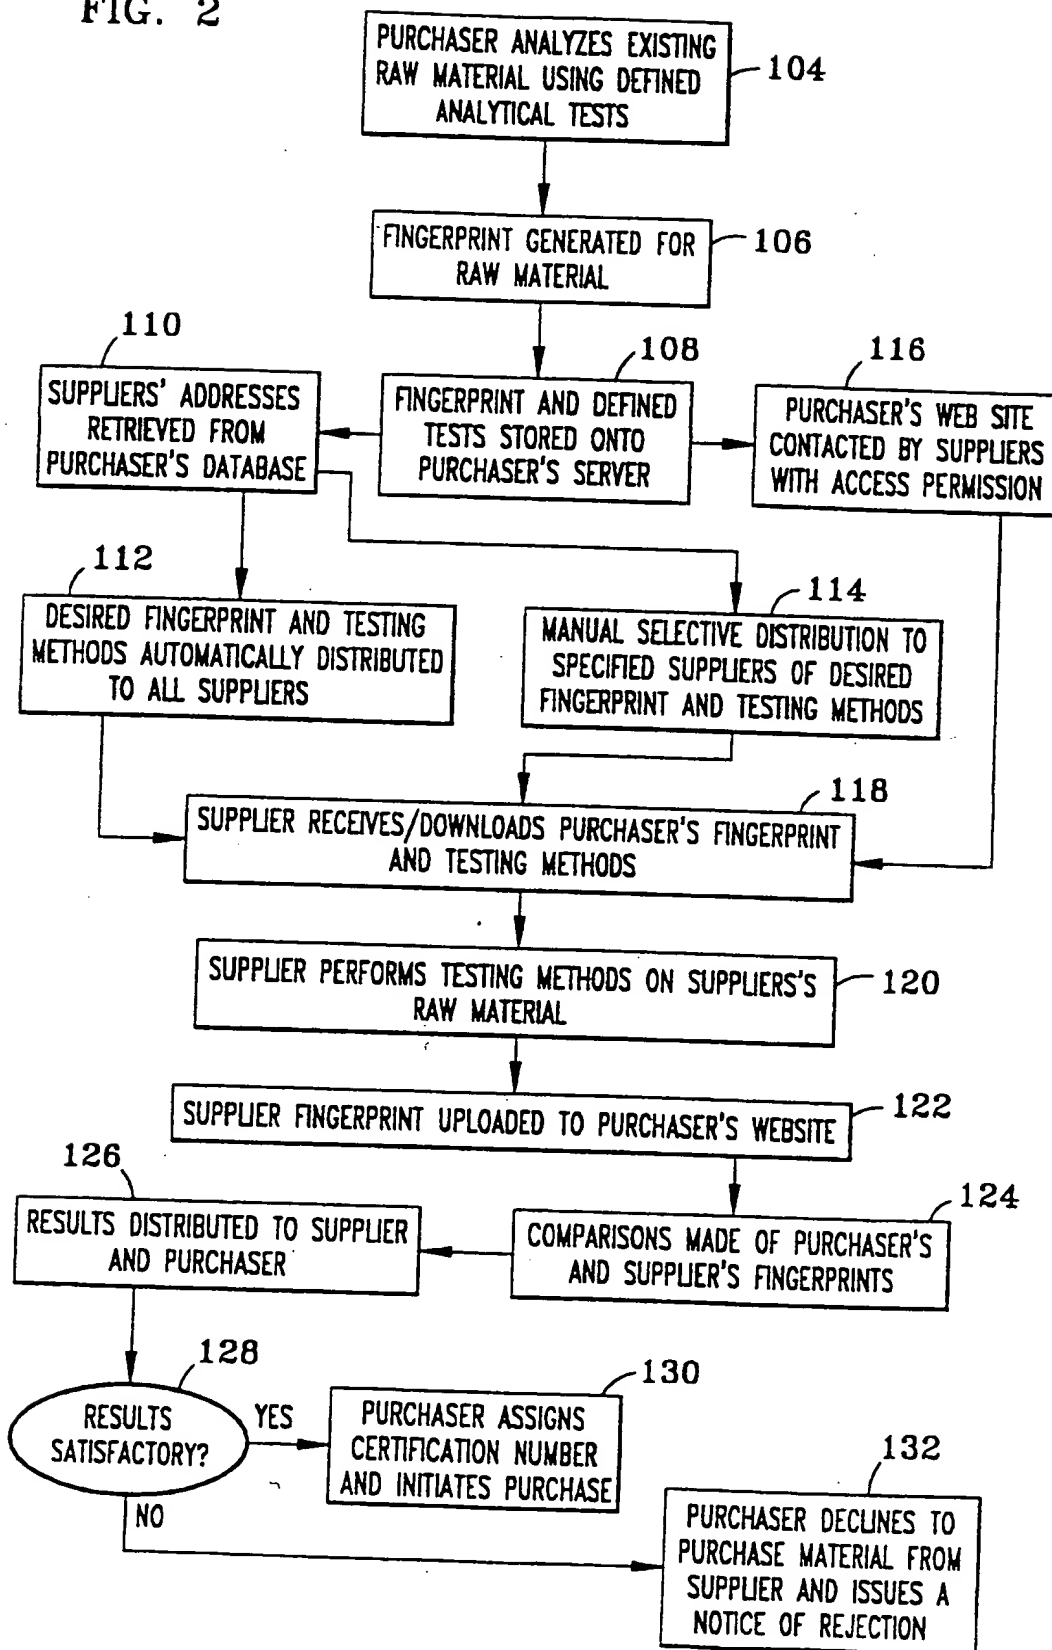 FIG. 2
PURCHASER ANALYZES EXISTING
RAW MATERIAL USING DEFINED
ANALYTICAL TESTS
104
FINGERPRINT GENERATED FOR
RAW MATERIAL
106
110
SUPPLIERS' ADDRESSES
RETRIEVED FROM
PURCHASER'S DATABASE
108
FINGERPRINT AND DEFINED
TESTS STORED ONTO
PURCHASER'S SERVER
116
PURCHASER'S WEB SITE
CONTACTED BY SUPPLIERS
WITH ACCESS PERMISSION
112
DESIRED FINGERPRINT AND TESTING
METHODS AUTOMATICALLY DISTRIBUTED
TO ALL SUPPLIERS
114
MANUAL SELECTIVE DISTRIBUTION TO
SPECIFIED SUPPLIERS OF DESIRED
FINGERPRINT AND TESTING METHODS
118
SUPPLIER RECEIVES/DOWNLOADS PURCHASER'S FINGERPRINT
AND TESTING METHODS
SUPPLIER PERFORMS TESTING METHODS ON SUPPLIERS'S
RAW MATERIAL
120
SUPPLIER FINGERPRINT UPLOADED TO PURCHASER'S WEBSITE
122
126
RESULTS DISTRIBUTED TO SUPPLIER
AND PURCHASER
124
COMPARISONS MADE OF PURCHASER'S
AND SUPPLIER'S FINGERPRINTS
128
RESULTS
SATISFACTORY?
YES
NO
130
PURCHASER ASSIGNS
CERTIFICATION NUMBER
AND INITIATES PURCHASE
132
PURCHASER DECLINES TO
PURCHASE MATERIAL FROM
SUPPLIER AND ISSUES A
NOTICE OF REJECTION